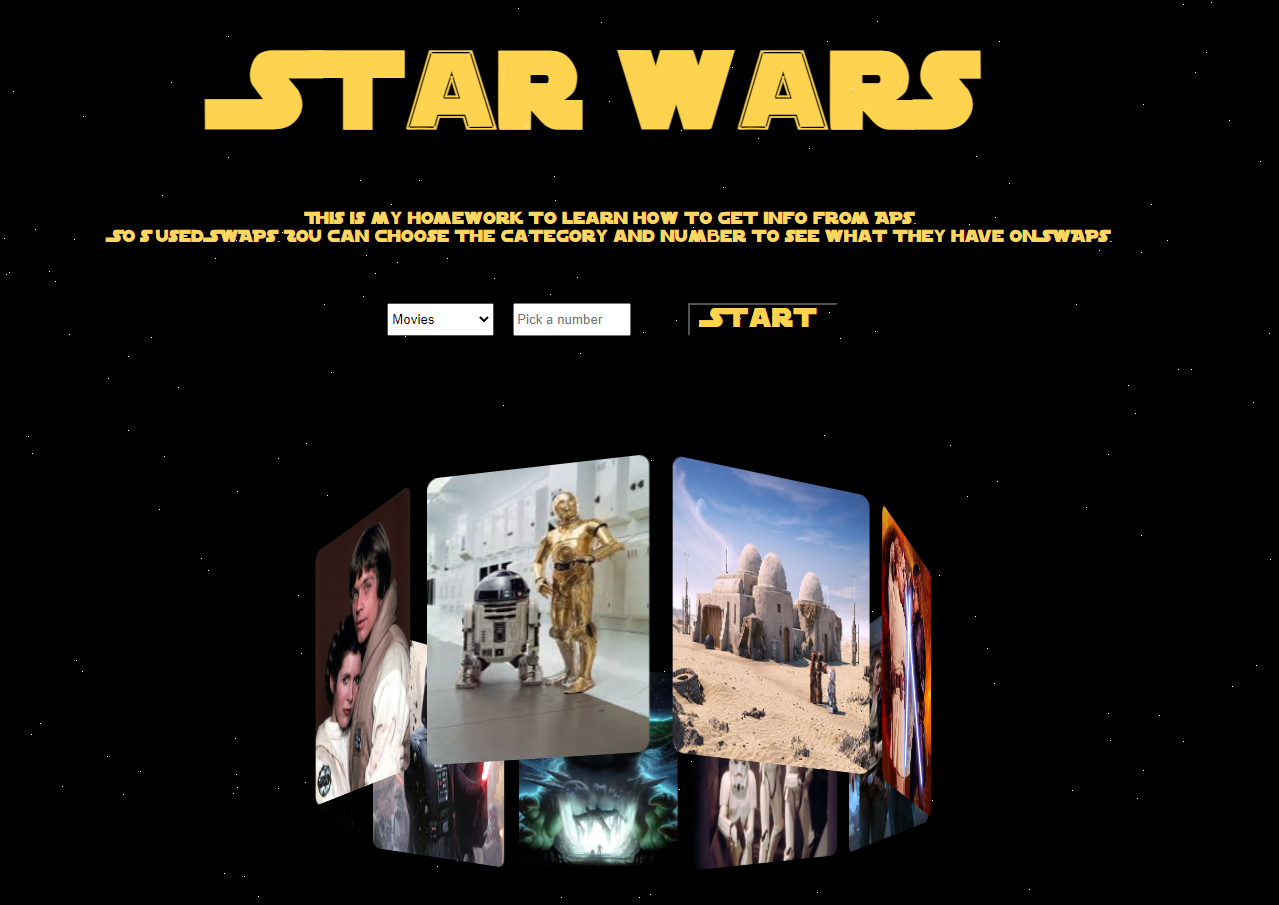 STAR WARS
THIS IS MY HOMEWORK TO LEARN HOW TO GET INFO FROM APS.
SO S USED SWAPS. YOU CAN CHOOSE THE CATEGORY AND NUMBER TO SEE WHAT THEY HAVE ON SWAPS.
Movies
Pick a number
START